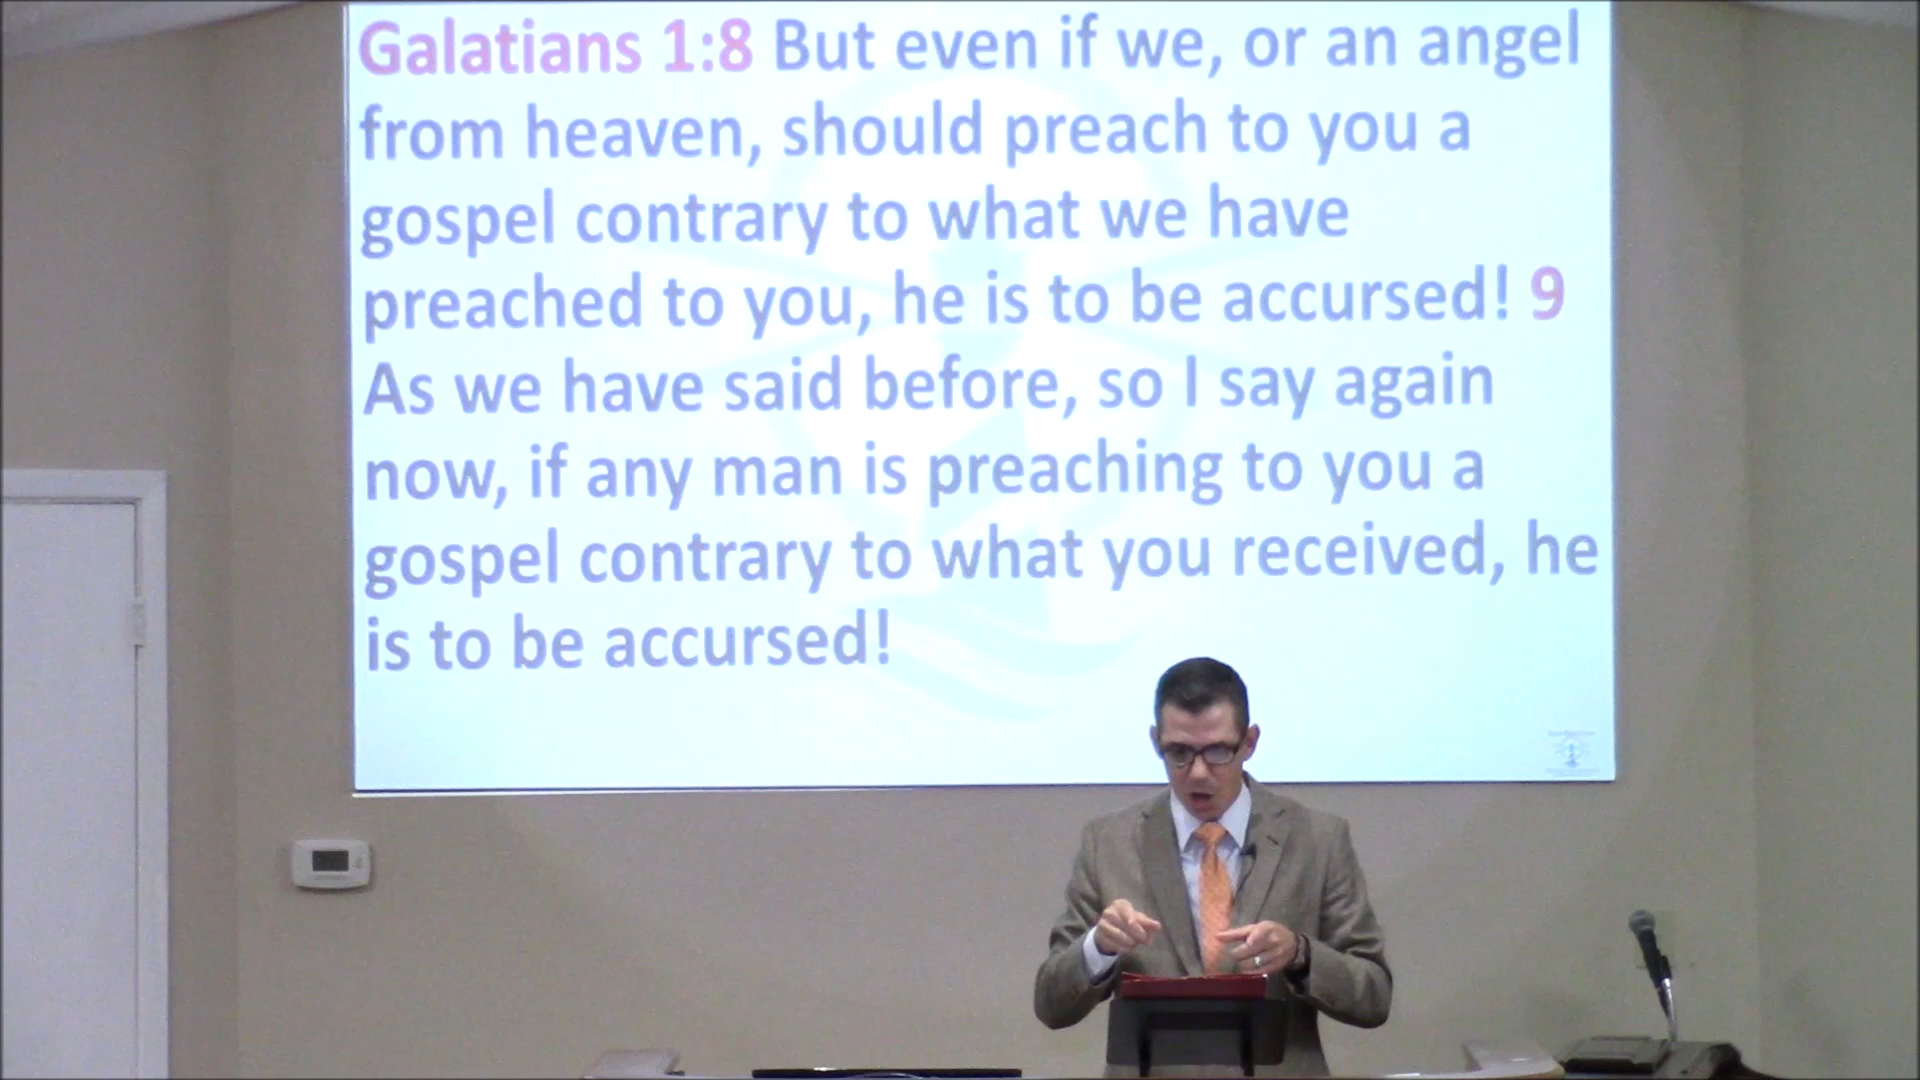 Galatians 1:8 But even if we, or an angel
from heaven, should preach to you a
gospel contrary to what we have
preached to you, he is to be accursed! 9
As we have said before, so I say again
now, if any man is preaching to you a
gospel contrary to what you received, he
is to be accursed!